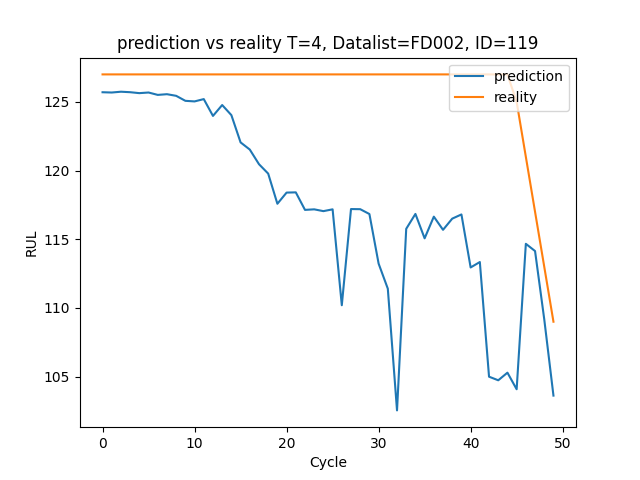 prediction vs reality T=4, Datalist=FD002, ID=119
prediction
reality
125
120
115
110
105
RUL
0 10 20 30 40 50
Cycle